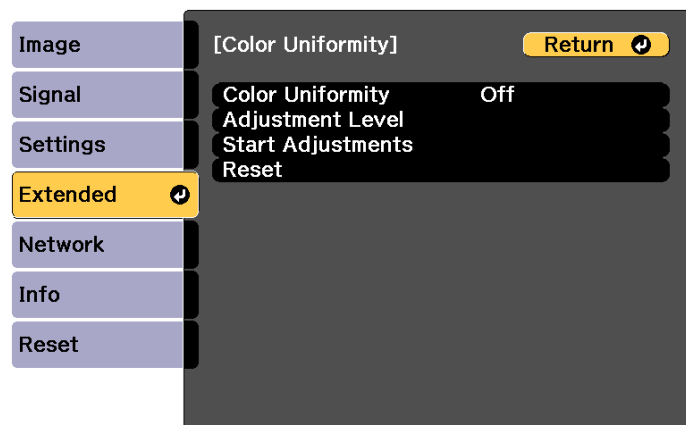 Image
Signal
Settings
Extended
Network
Info
Reset
[Color Uniformity]
Return
Color Uniformity Off
Adjustment Level
Start Adjustments
Reset